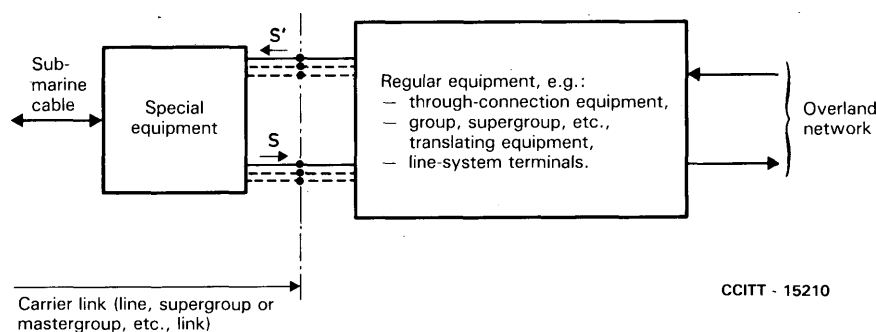 Sub-
marine
cable
Special
equipment
S'
S
Regular equipment, e.g.:
— through-connection equipment,
— group, supergroup, etc.,
translating equipment,
— line-system terminals.
Overland
network
Carrier link (line, supergroup or
mastergroup, etc., link)
CCITT - 15210